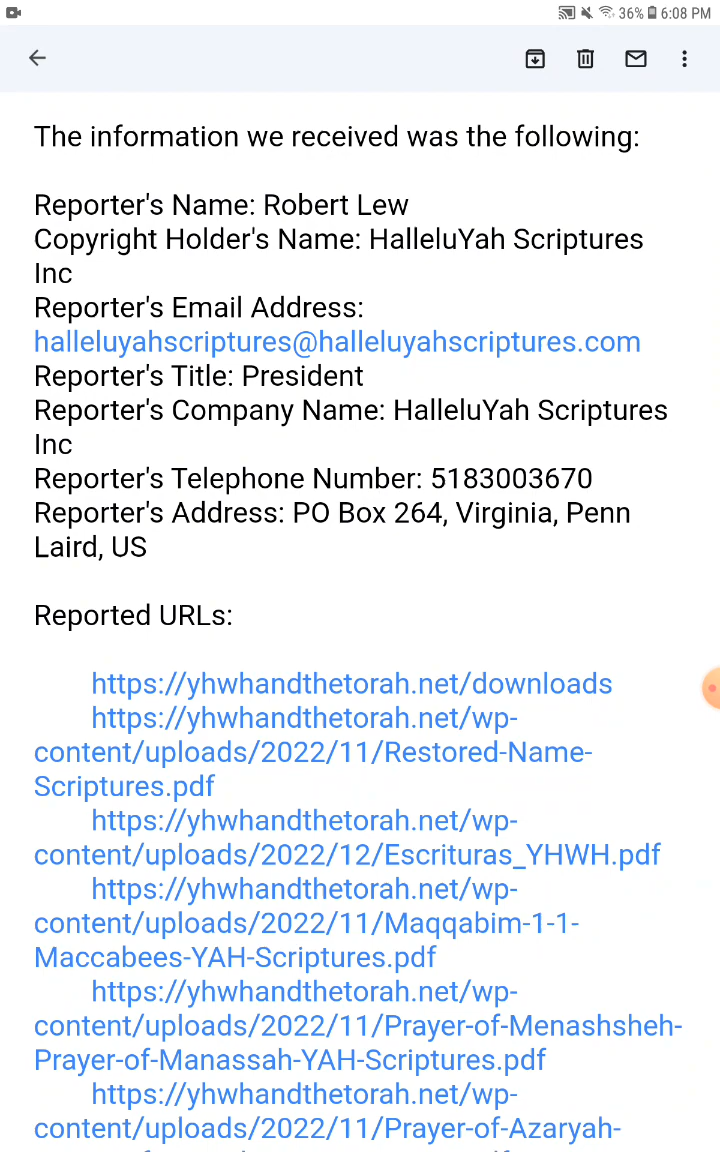 36% 6:08 PM
The information we received was the following:
Reporter's Name: Robert Lew
Copyright Holder's Name: HalleluYah Scriptures
Inc
Reporter's Email Address:
halleluyahscriptures@halleluyahscriptures.com
Reporter's Title: President
Reporter's Company Name: HalleluYah Scriptures
Inc
Reporter's Telephone Number: 5183003670
Reporter's Address: PO Box 264, Virginia, Penn
Laird, US
Reported URLs:
https://yhwhandthetorah.net/downloads
https://yhwhandthetorah.net/wp-
content/uploads/2022/11/Restored-Name-
Scriptures.pdf
https://yhwhandthetorah.net/wp-
content/uploads/2022/12/Escrituras_YHWH.pdf
https://yhwhandthetorah.net/wp-
content/uploads/2022/11/Maqqabim-1-1-
Maccabees-YAH-Scriptures.pdf
https://yhwhandthetorah.net/wp-
content/uploads/2022/11/Prayer-of-Menashsheh-
Prayer-of-Manassah-YAH-Scriptures.pdf
https://yhwhandthetorah.net/wp-
content/uploads/2022/11/Prayer-of-Azaryah-